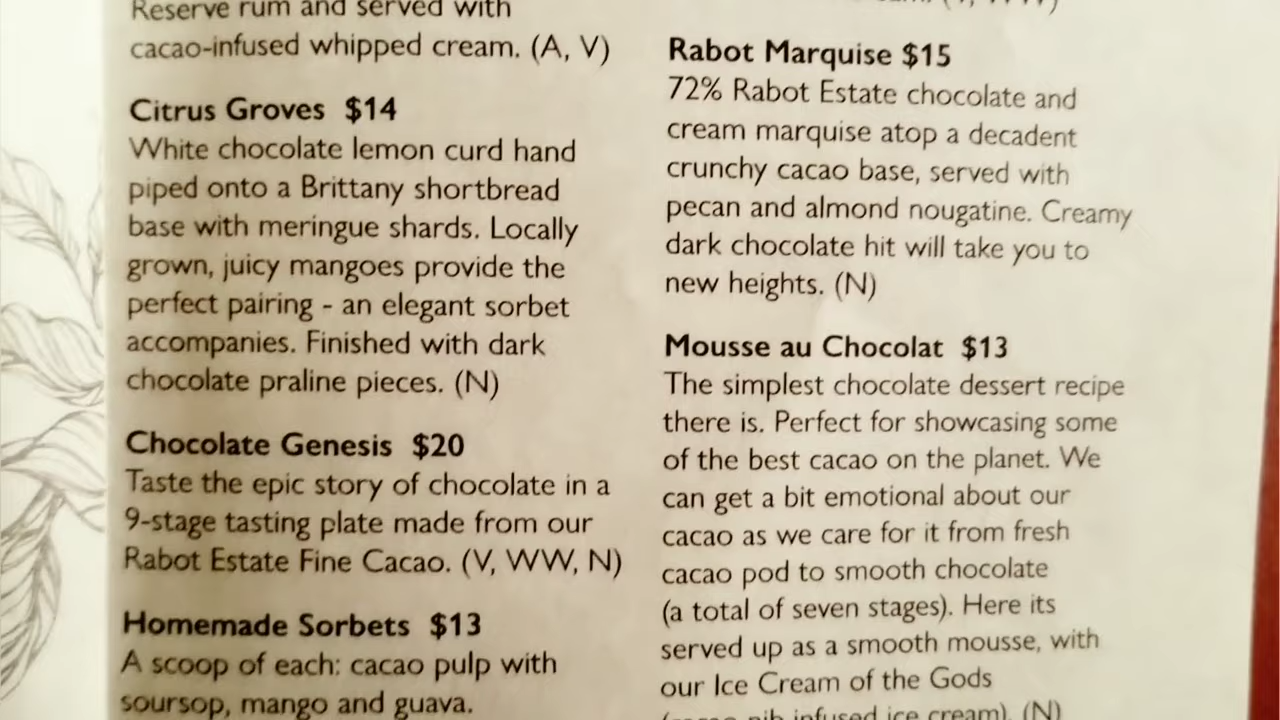 Reserve rum and served with
cacao-infused whipped cream. (A, V)
Citrus Groves $14
White chocolate lemon curd hand
piped onto a Brittany shortbread
base with meringue shards. Locally
grown, juicy mangoes provide the
perfect pairing - an elegant sorbet
accompanies. Finished with dark
chocolate praline pieces. (N)
Chocolate Genesis $20
Taste the epic story of chocolate in a
9-stage tasting plate made from our
Rabot Estate Fine Cacao. (V, WW, N)
Homemade Sorbets $13
A scoop of each: cacao pulp with
soursop, mango and guava.
Rabot Marquise $15
72% Rabot Estate chocolate and
cream marquise atop a decadent
crunchy cacao base, served with
pecan and almond nougatine. Creamy
dark chocolate hit will take you to
new heights. (N)
Mousse au Chocolat $13
The simplest chocolate dessert recipe
there is. Perfect for showcasing some
of the best cacao on the planet. We
can get a bit emotional about our
cacao as we care for it from fresh
cacao pod to smooth chocolate
(a total of seven stages). Here its
served up as a smooth mousse, with
our Ice Cream of the Gods
(cacao nib infused ice cream). (N)